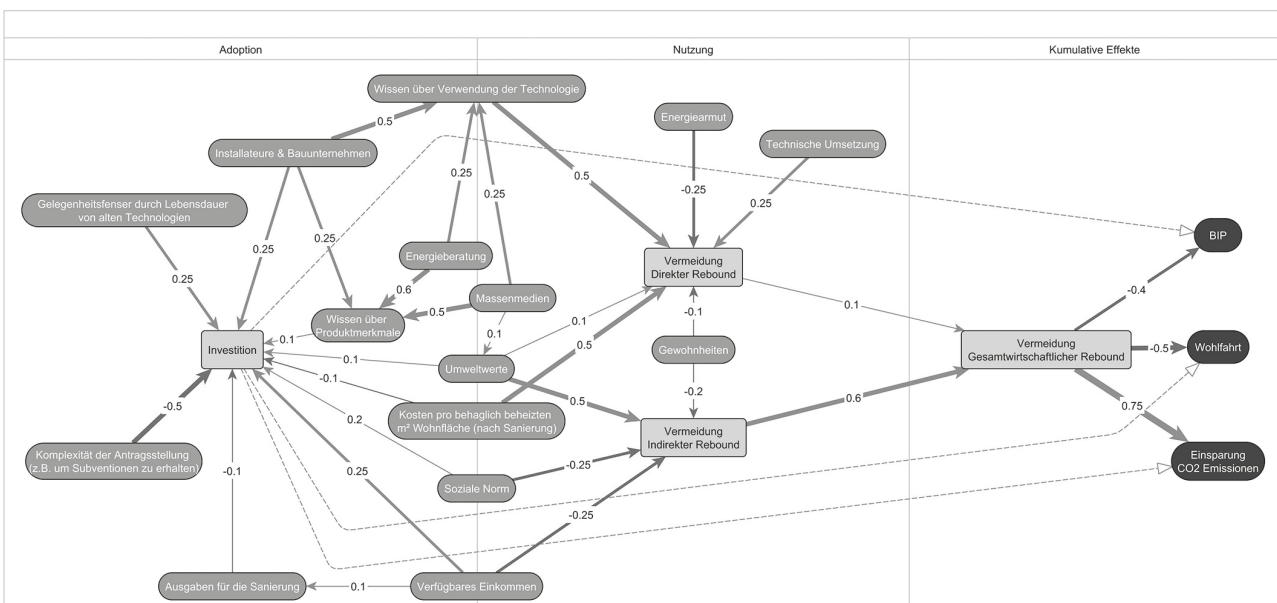 Adoption
Nutzung
Kumulative Effekte
Wissen über Verwendung der Technologie
Energiearmut
0.5
Technische Umsetzung
Installateure & Bauunternehmen
0.25
0.25
0.5
-0.25
0.25
Gelegenheitsfenser durch Lebensdauer
von alten Technologien
0.25
0.25
BIP
Energieberatung
Vermeidung
Direkter Rebound
0.25
0.6
Massenmedien
-0.4
0.1
Wissen über
Produktmerkmale
0.5
0.1
0.1
-0.1
0.1
Investition
0.1
0.5
Gewohnheiten
Vermeidung
Gesamtwirtschaftlicher Rebound
-0.5
Wohlfahrt
Umweltwerte
-0.1
-0.2
0.5
0.6
0.75
-0.5
Kosten pro behaglich beheizten
m² Wohnfläche (nach Sanierung)
0.2
Vermeidung
Indirekter Rebound
Komplexität der Antragsstellung
(z.B. um Subventionen zu erhalten)
-0.1
0.25
-0.25
Einsparung
CO2 Emissionen
Soziale Norm
-0.25
Ausgaben für die Sanierung
0.1
Verfügbares Einkommen